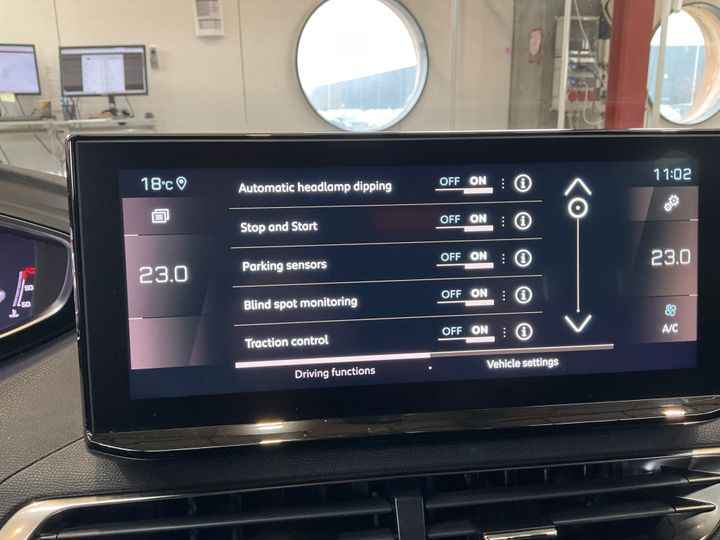 18°C
11:02
Automatic headlamp dipping OFF ON i
Stop and Start OFF ON i
Parking sensors OFF ON i
Blind spot monitoring OFF ON i
Traction control OFF ON i
23.0
23.0
A/C
Driving functions
Vehicle settings